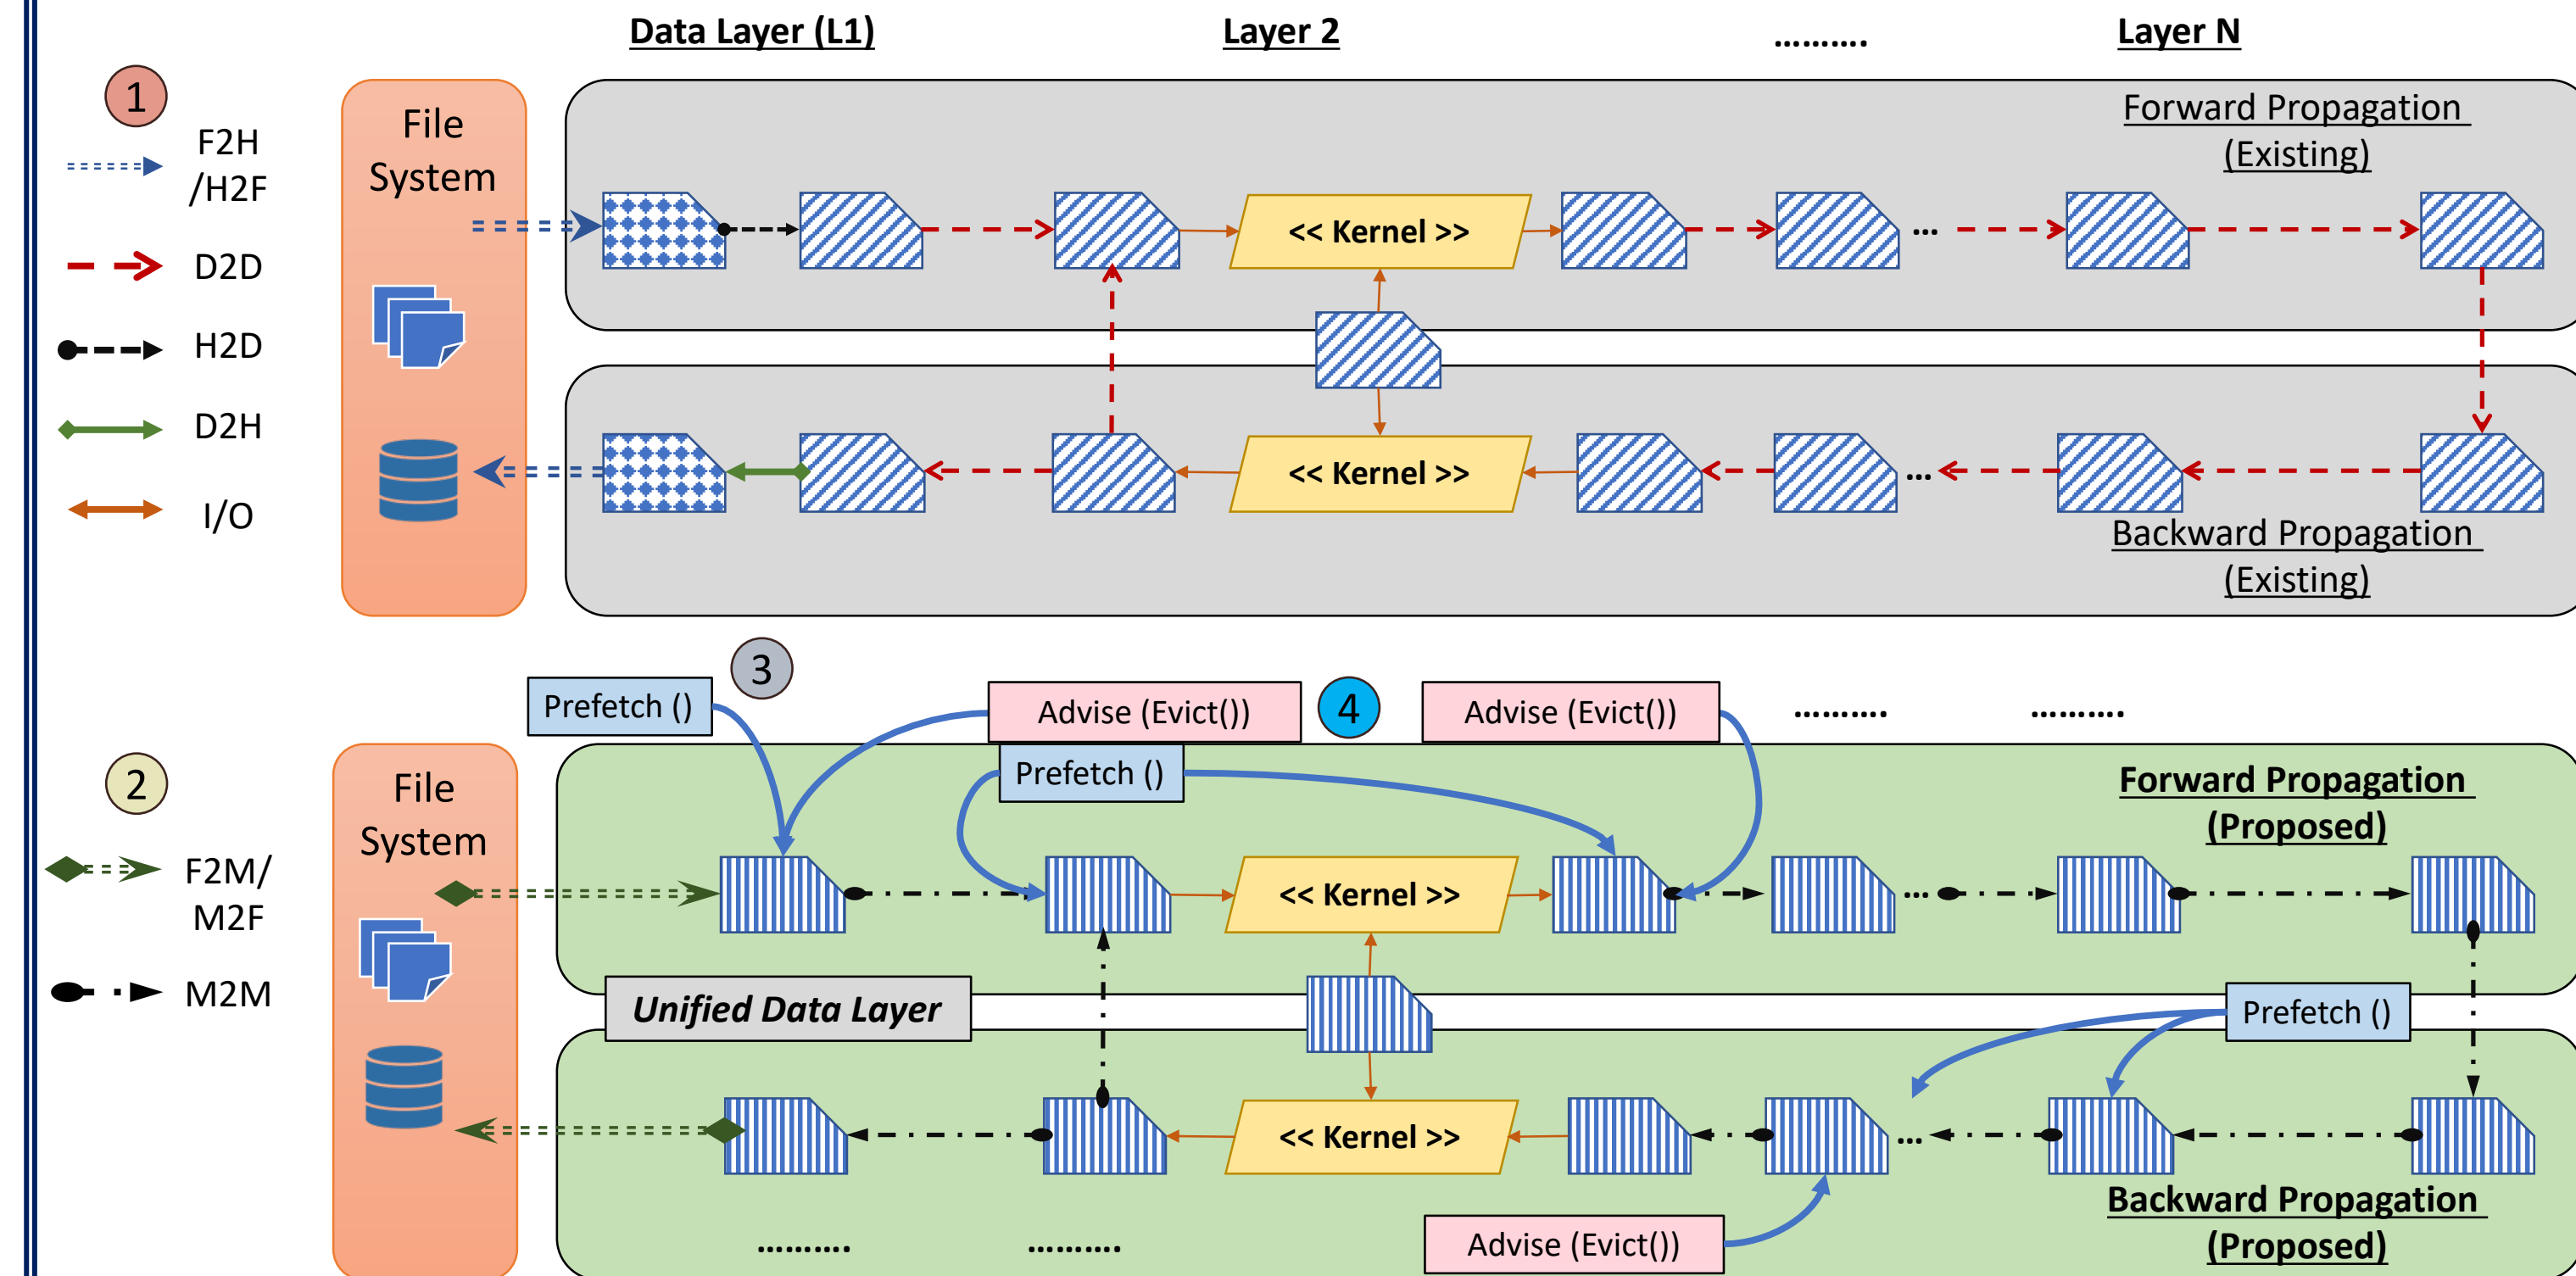 Data Layer (L1)
Layer 2
..........
Layer N
1
F2H
/H2F
D2D
H2D
D2H
I/O
File
System
Forward Propagation
(Existing)
<< Kernel >>
...
<< Kernel >>
...
Backward Propagation
(Existing)
3
Prefetch ()
Advise (Evict())
4
Advise (Evict())
..........
..........
2
F2M/
M2F
M2M
File
System
Prefetch ()
Forward Propagation
(Proposed)
<< Kernel >>
...
Unified Data Layer
Prefetch ()
<< Kernel >>
...
Backward Propagation
(Proposed)
..........
..........
Advise (Evict())